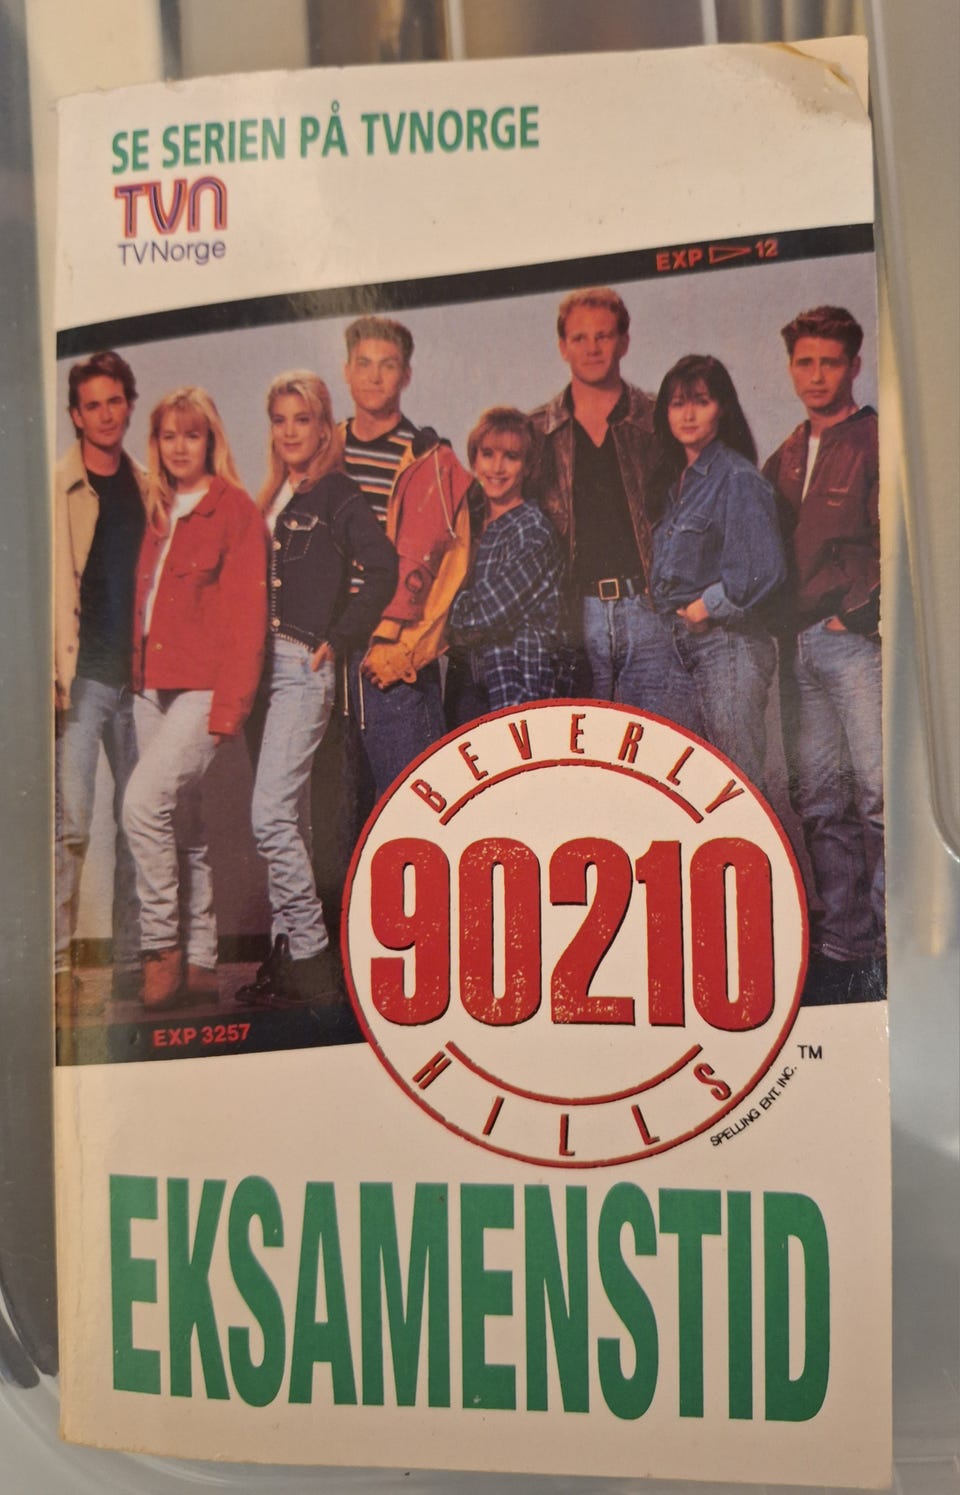 SE SERIEN PÅ TVNORGE
TVN
TVNorge
EXP 12
EXP 3257
BEVERLY
90210
HILLS
TM
SPELLING ENT. INC.
EKSAMENSTID